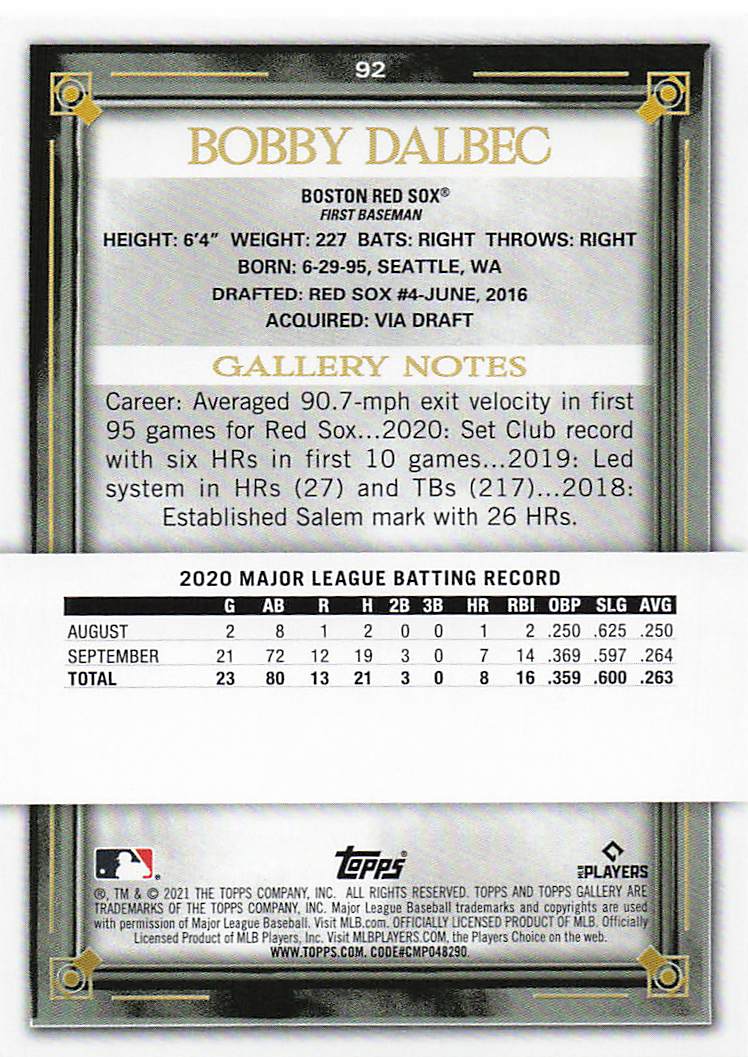 92
BOBBY DALBEC
BOSTON RED SOX®
FIRST BASEMAN
HEIGHT: 6'4" WEIGHT: 227 BATS: RIGHT THROWS: RIGHT
BORN: 6-29-95, SEATTLE, WA
DRAFTED: RED SOX #4-JUNE, 2016
ACQUIRED: VIA DRAFT
GALLERY NOTES
Career: Averaged 90.7-mph exit velocity in first
95 games for Red Sox...2020: Set Club record
with six HRs in first 10 games...2019: Led
system in HRs (27) and TBs (217)...2018:
Established Salem mark with 26 HRs.
2020 MAJOR LEAGUE BATTING RECORD
G AB R H 2B 3B HR RBI OBP SLG AVG
AUGUST 2 8 1 2 0 0 1 2 .250 .625 .250
SEPTEMBER 21 72 12 19 3 0 7 14 .369 .597 .264
TOTAL 23 80 13 21 3 0 8 16 .359 .600 .263
Topps®
MLB PLAYERS
®, TM & © 2021 THE TOPPS COMPANY, INC. ALL RIGHTS RESERVED. TOPPS AND TOPPS GALLERY ARE
TRADEMARKS OF THE TOPPS COMPANY, INC. Major League Baseball trademarks and copyrights are used
with permission of Major League Baseball. Visit MLB.com. OFFICIALLY LICENSED PRODUCT OF MLB. Officially
Licensed Product of MLB Players, Inc. Visit MLBPLAYERS.COM, the Players Choice on the web.
WWW.TOPPS.COM. CODE#CMP048290.